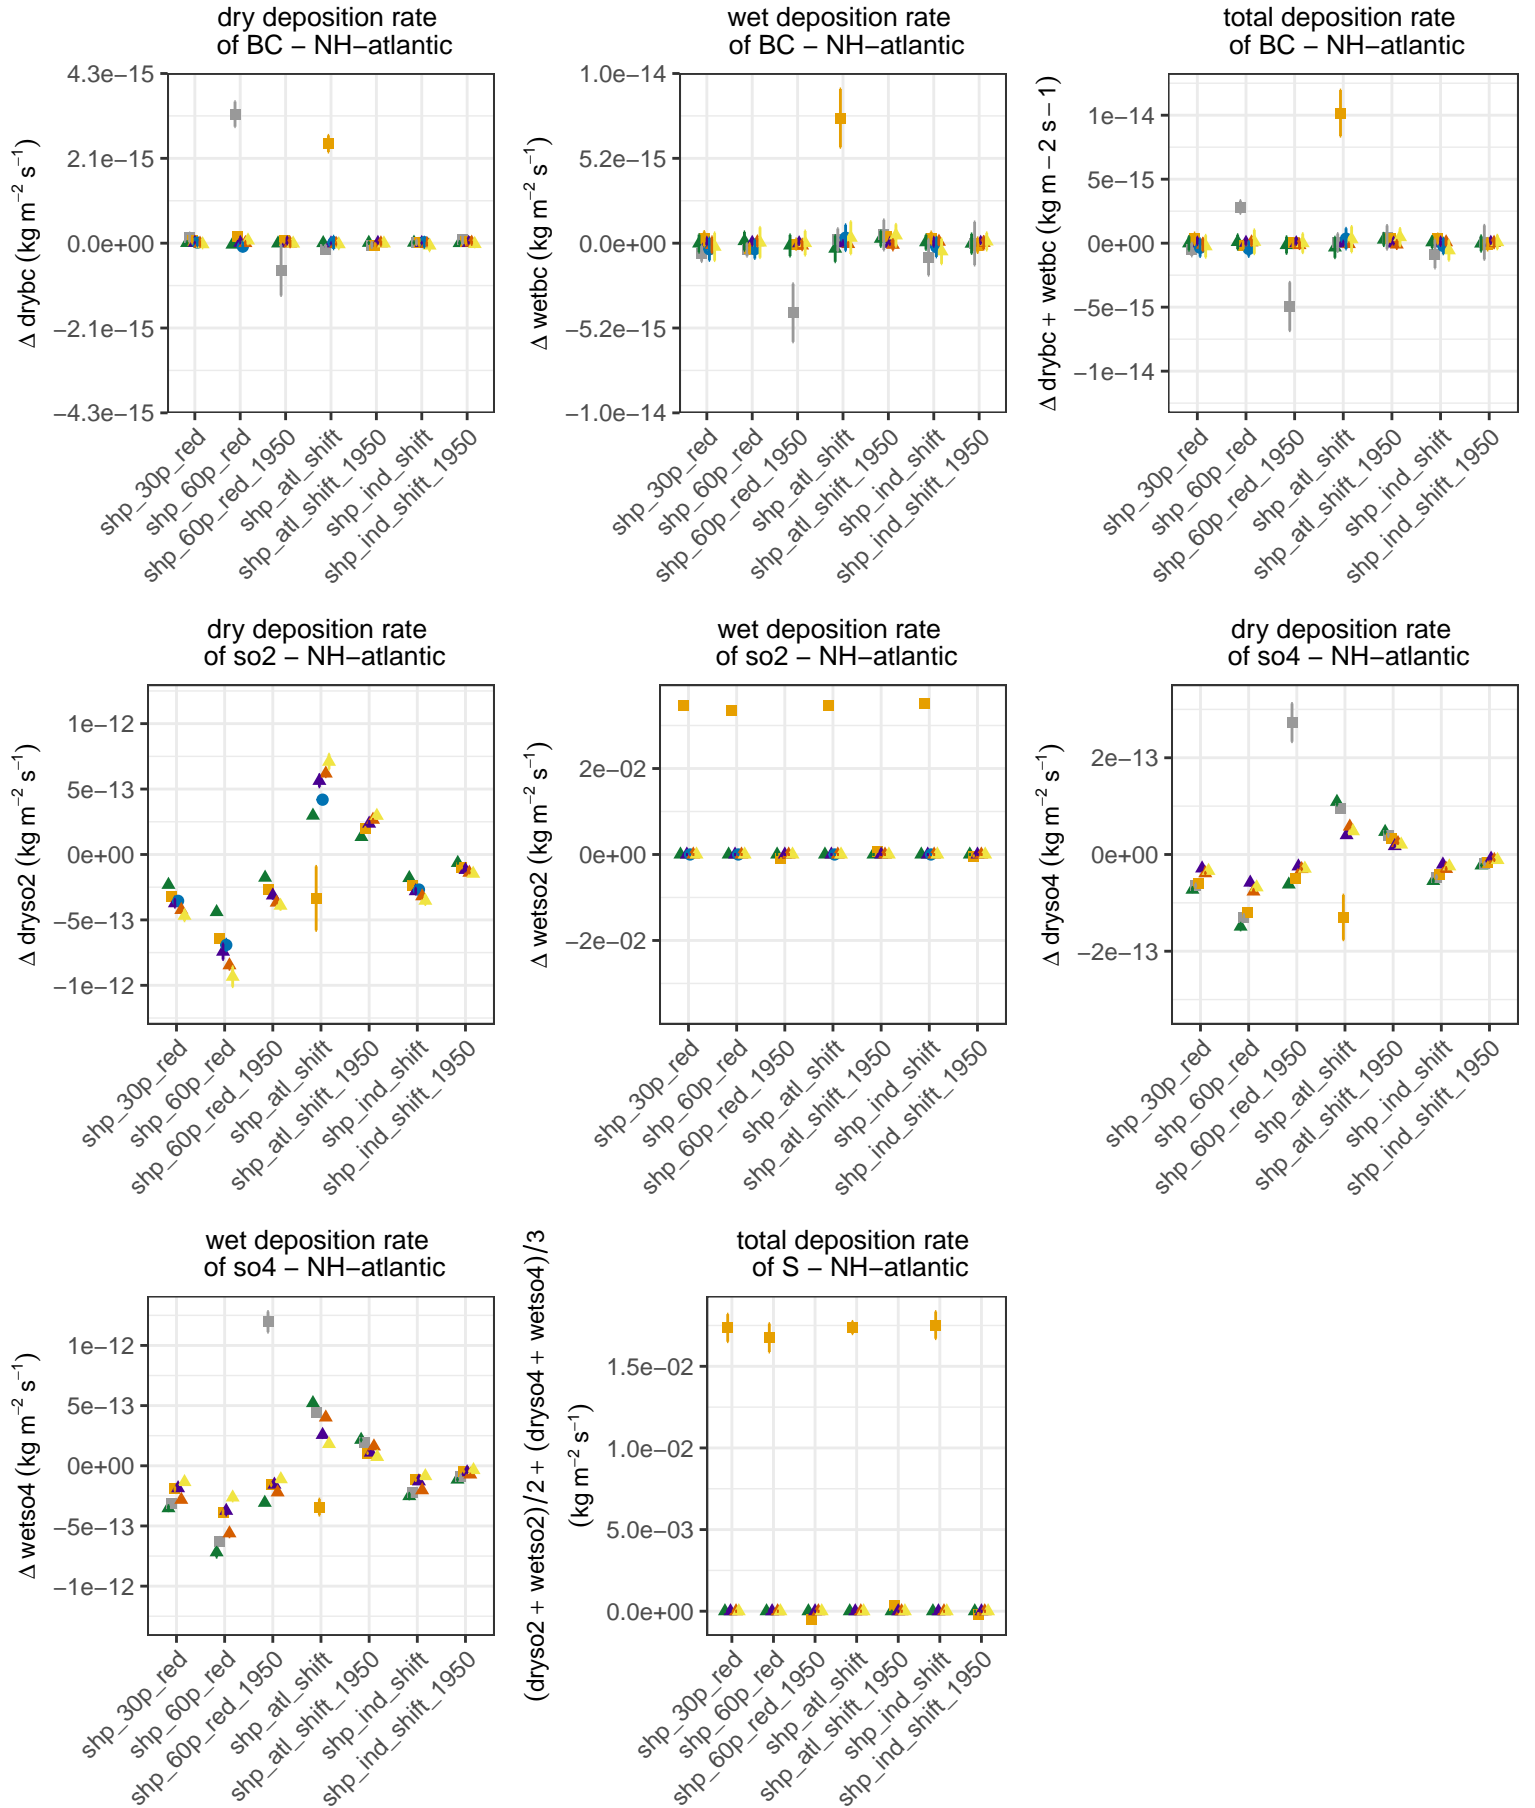 dry deposition rate
of BC − NH−atlantic
Δ drybc (kg m⁻² s⁻¹)
4.3e−15
2.1e−15
0.0e+00
−2.1e−15
−4.3e−15
shp_30p_red
shp_60p_red
shp_60p_red_1950
shp_atl_shift
shp_atl_shift_1950
shp_ind_shift
shp_ind_shift_1950
wet deposition rate
of BC − NH−atlantic
Δ wetbc (kg m⁻² s⁻¹)
1.0e−14
5.2e−15
0.0e+00
−5.2e−15
−1.0e−14
shp_30p_red
shp_60p_red
shp_60p_red_1950
shp_atl_shift
shp_atl_shift_1950
shp_ind_shift
shp_ind_shift_1950
total deposition rate
of BC − NH−atlantic
Δ drybc + wetbc (kg m − 2 s − 1)
1e−14
5e−15
0e+00
−5e−15
−1e−14
shp_30p_red
shp_60p_red
shp_60p_red_1950
shp_atl_shift
shp_atl_shift_1950
shp_ind_shift
shp_ind_shift_1950
dry deposition rate
of so2 − NH−atlantic
Δ dryso2 (kg m⁻² s⁻¹)
1e−12
5e−13
0e+00
−5e−13
−1e−12
shp_30p_red
shp_60p_red
shp_60p_red_1950
shp_atl_shift
shp_atl_shift_1950
shp_ind_shift
shp_ind_shift_1950
wet deposition rate
of so2 − NH−atlantic
Δ wetso2 (kg m⁻² s⁻¹)
2e−02
0e+00
−2e−02
shp_30p_red
shp_60p_red
shp_60p_red_1950
shp_atl_shift
shp_atl_shift_1950
shp_ind_shift
shp_ind_shift_1950
dry deposition rate
of so4 − NH−atlantic
Δ dryso4 (kg m⁻² s⁻¹)
2e−13
0e+00
−2e−13
shp_30p_red
shp_60p_red
shp_60p_red_1950
shp_atl_shift
shp_atl_shift_1950
shp_ind_shift
shp_ind_shift_1950
wet deposition rate
of so4 − NH−atlantic
Δ wetso4 (kg m⁻² s⁻¹)
1e−12
5e−13
0e+00
−5e−13
−1e−12
shp_30p_red
shp_60p_red
shp_60p_red_1950
shp_atl_shift
shp_atl_shift_1950
shp_ind_shift
shp_ind_shift_1950
total deposition rate
of S − NH−atlantic
(dryso2 + wetso2)/2 + (dryso4 + wetso4)/3
(kg m⁻² s⁻¹)
1.5e−02
1.0e−02
5.0e−03
0.0e+00
shp_30p_red
shp_60p_red
shp_60p_red_1950
shp_atl_shift
shp_atl_shift_1950
shp_ind_shift
shp_ind_shift_1950